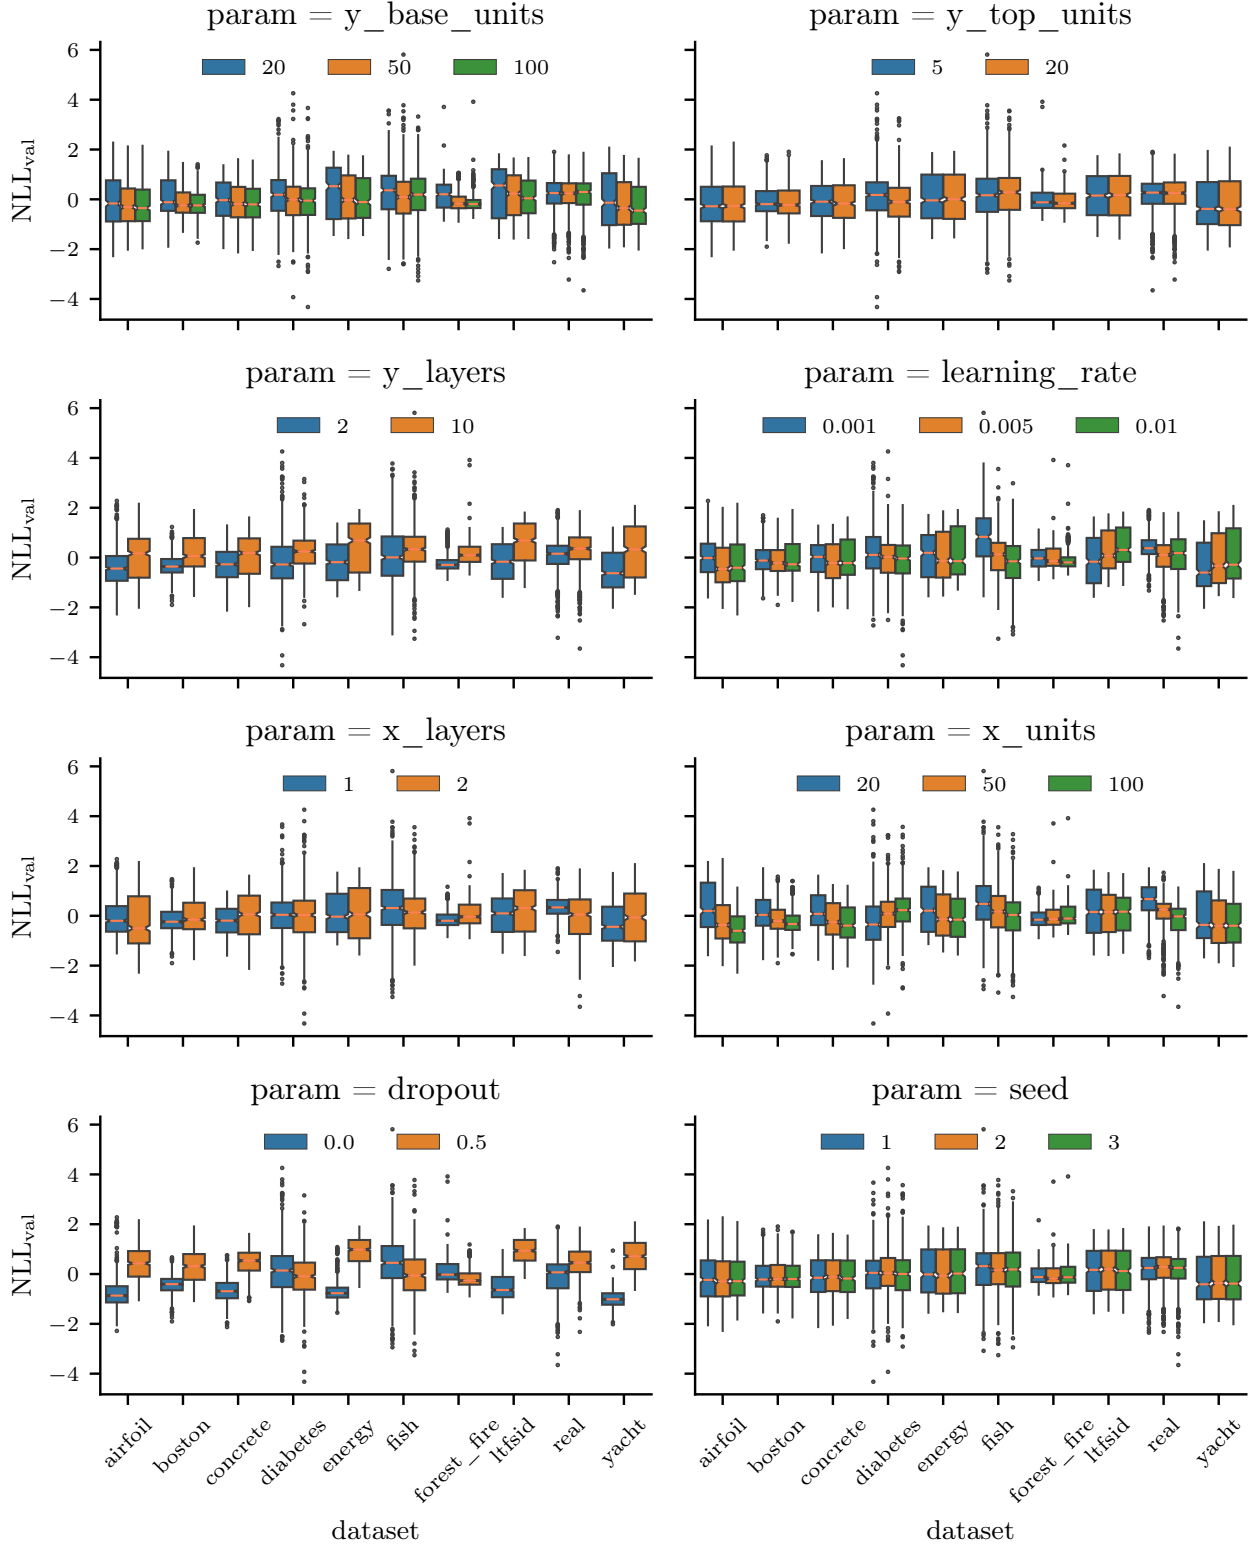 param = y_base_units
param = y_top_units
20 50 100
5 20
6
4
2
0
−2
−4
NLLval
param = y_layers
param = learning_rate
2 10
0.001 0.005 0.01
6
4
2
0
−2
−4
NLLval
param = x_layers
param = x_units
1 2
20 50 100
6
4
2
0
−2
−4
NLLval
param = dropout
param = seed
0.0 0.5
1 2 3
6
4
2
0
−2
−4
NLLval
airfoil
boston
concrete
diabetes
energy
fish
forest_fire
ltfsid
real
yacht
airfoil
boston
concrete
diabetes
energy
fish
forest_fire
ltfsid
real
yacht
dataset
dataset